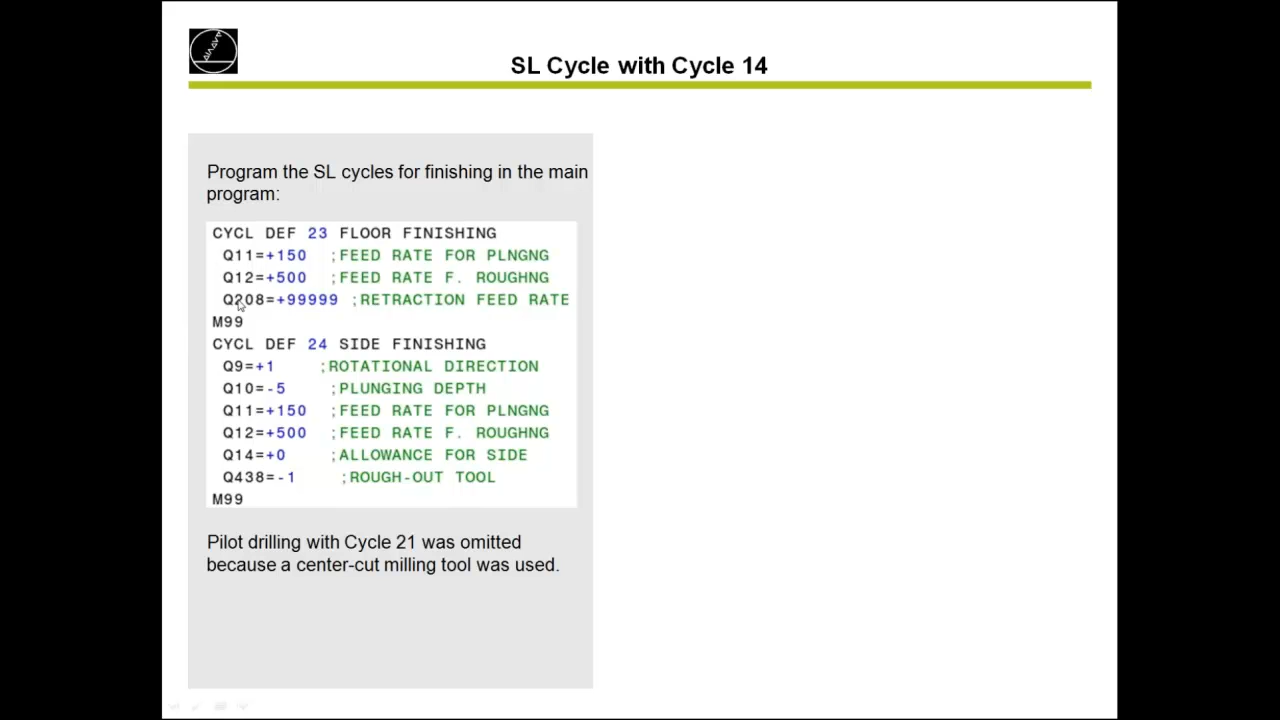 SL Cycle with Cycle 14
Program the SL cycles for finishing in the main
program:
CYCL DEF 23 FLOOR FINISHING
Q11=+150 ;FEED RATE FOR PLNGNG
Q12=+500 ;FEED RATE F. ROUGHNG
Q208=+99999 ;RETRACTION FEED RATE
M99
CYCL DEF 24 SIDE FINISHING
Q9=+1 ;ROTATIONAL DIRECTION
Q10=-5 ;PLUNGING DEPTH
Q11=+150 ;FEED RATE FOR PLNGNG
Q12=+500 ;FEED RATE F. ROUGHNG
Q14=+0 ;ALLOWANCE FOR SIDE
Q438=-1 ;ROUGH-OUT TOOL
M99
Pilot drilling with Cycle 21 was omitted
because a center-cut milling tool was used.